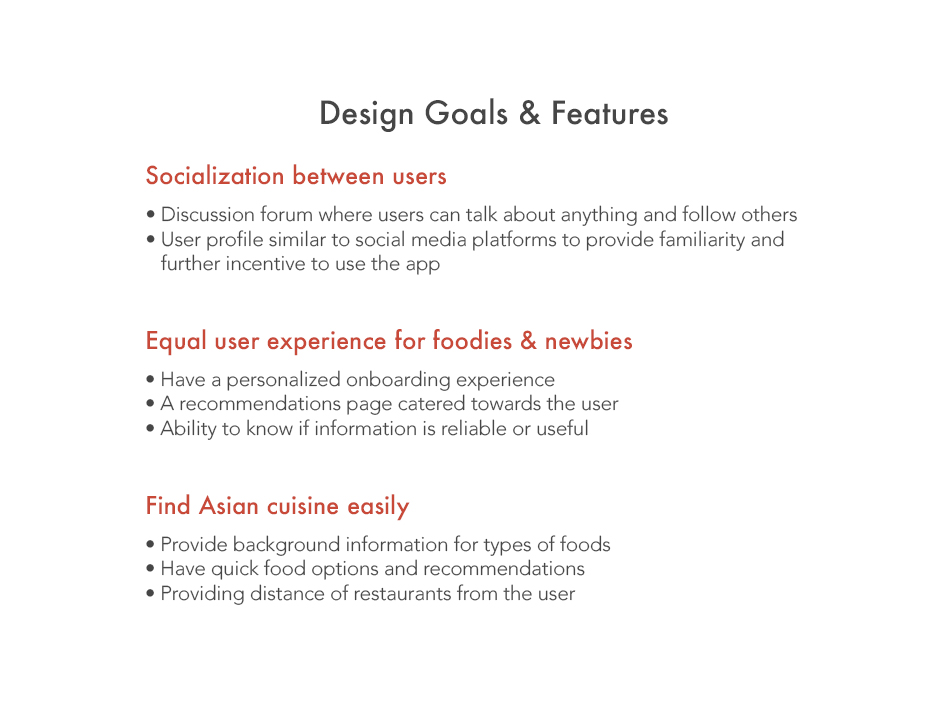 Design Goals & Features
Socialization between users
• Discussion forum where users can talk about anything and follow others
• User profile similar to social media platforms to provide familiarity and
further incentive to use the app
Equal user experience for foodies & newbies
• Have a personalized onboarding experience
• A recommendations page catered towards the user
• Ability to know if information is reliable or useful
Find Asian cuisine easily
• Provide background information for types of foods
• Have quick food options and recommendations
• Providing distance of restaurants from the user